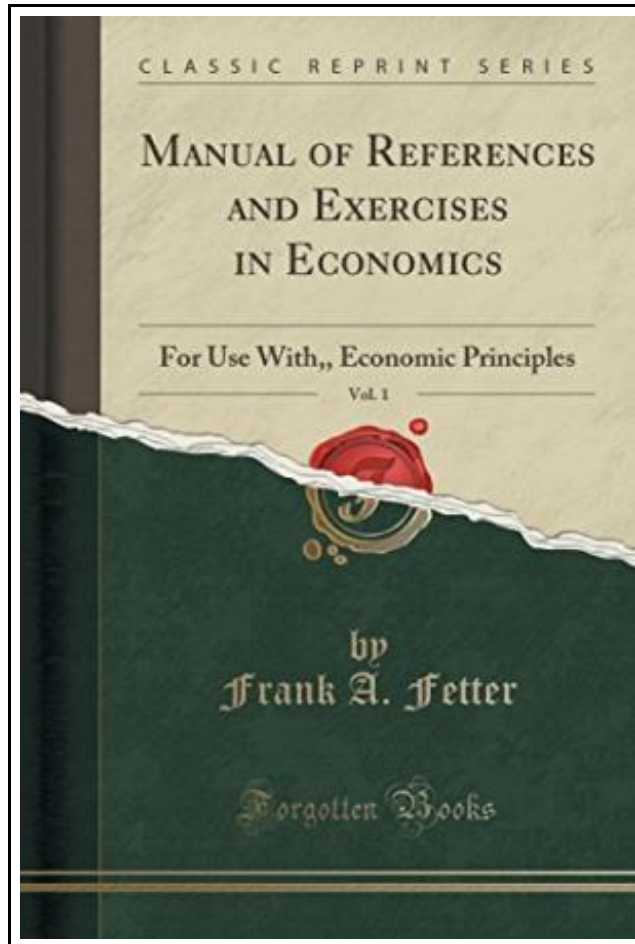 CLASSIC REPRINT SERIES
MANUAL OF REFERENCES
AND EXERCISES
IN ECONOMICS
For Use With,, Economic Principles
Vol. 1
by
Frank A. Fetter
Forgotten Books